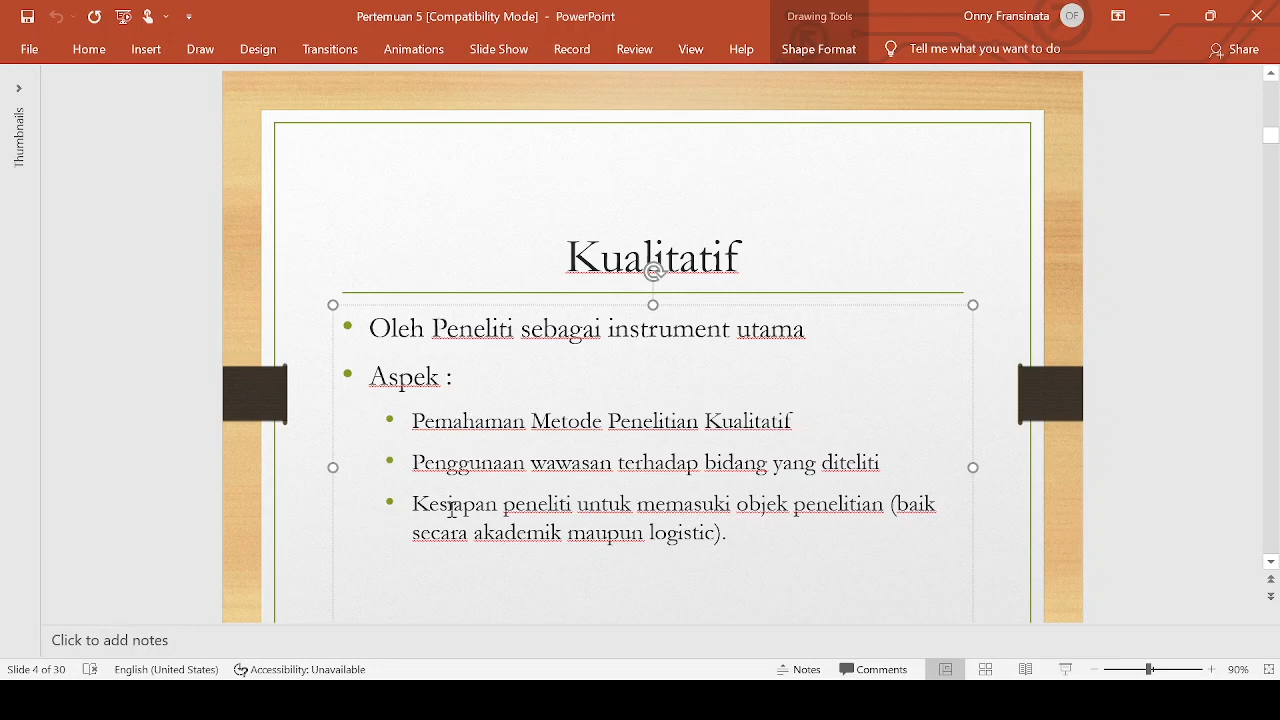 Pertemuan 5 [Compatibility Mode] - PowerPoint
Drawing Tools
Onny Fransinata
OF
File Home Insert Draw Design Transitions Animations Slide Show Record Review View Help Shape Format Tell me what you want to do Share
Thumbnails
Kualitatif
• Oleh Peneliti sebagai instrument utama
• Aspek :
• Pemahaman Metode Penelitian Kualitatif
• Penggunaan wawasan terhadap bidang yang diteliti
• Kesiapan peneliti untuk memasuki objek penelitian (baik
secara akademik maupun logistic).
Click to add notes
Slide 4 of 30 English (United States) Accessibility: Unavailable Notes Comments 90%